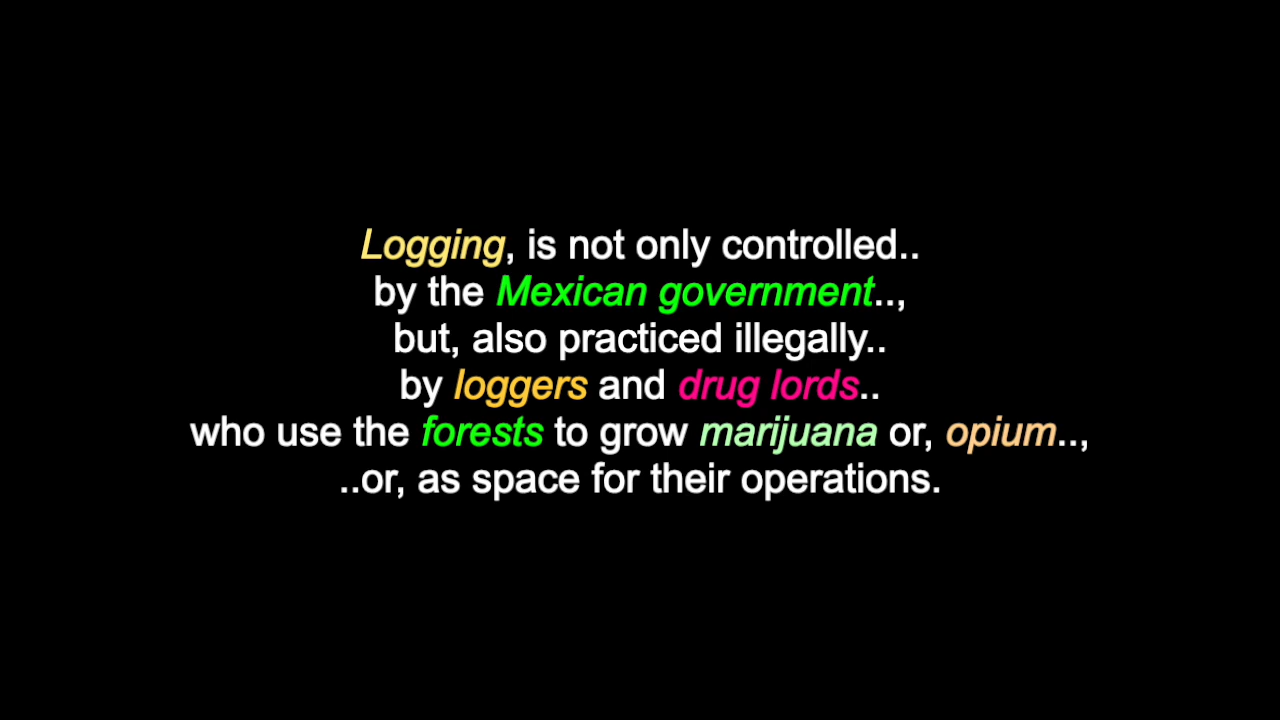 Logging, is not only controlled..
by the Mexican government..,
but, also practiced illegally..
by loggers and drug lords..
who use the forests to grow marijuana or, opium..,
..or, as space for their operations.